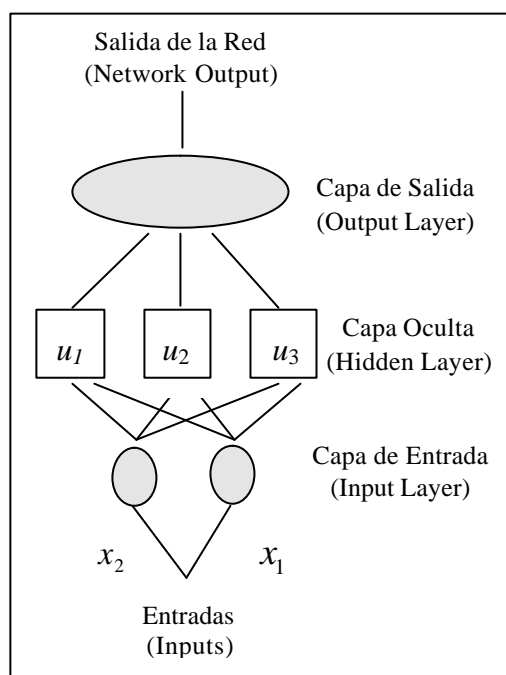 Salida de la Red
(Network Output)
Capa de Salida
(Output Layer)
u1 u2 u3
Capa Oculta
(Hidden Layer)
Capa de Entrada
(Input Layer)
x2 x1
Entradas
(Inputs)